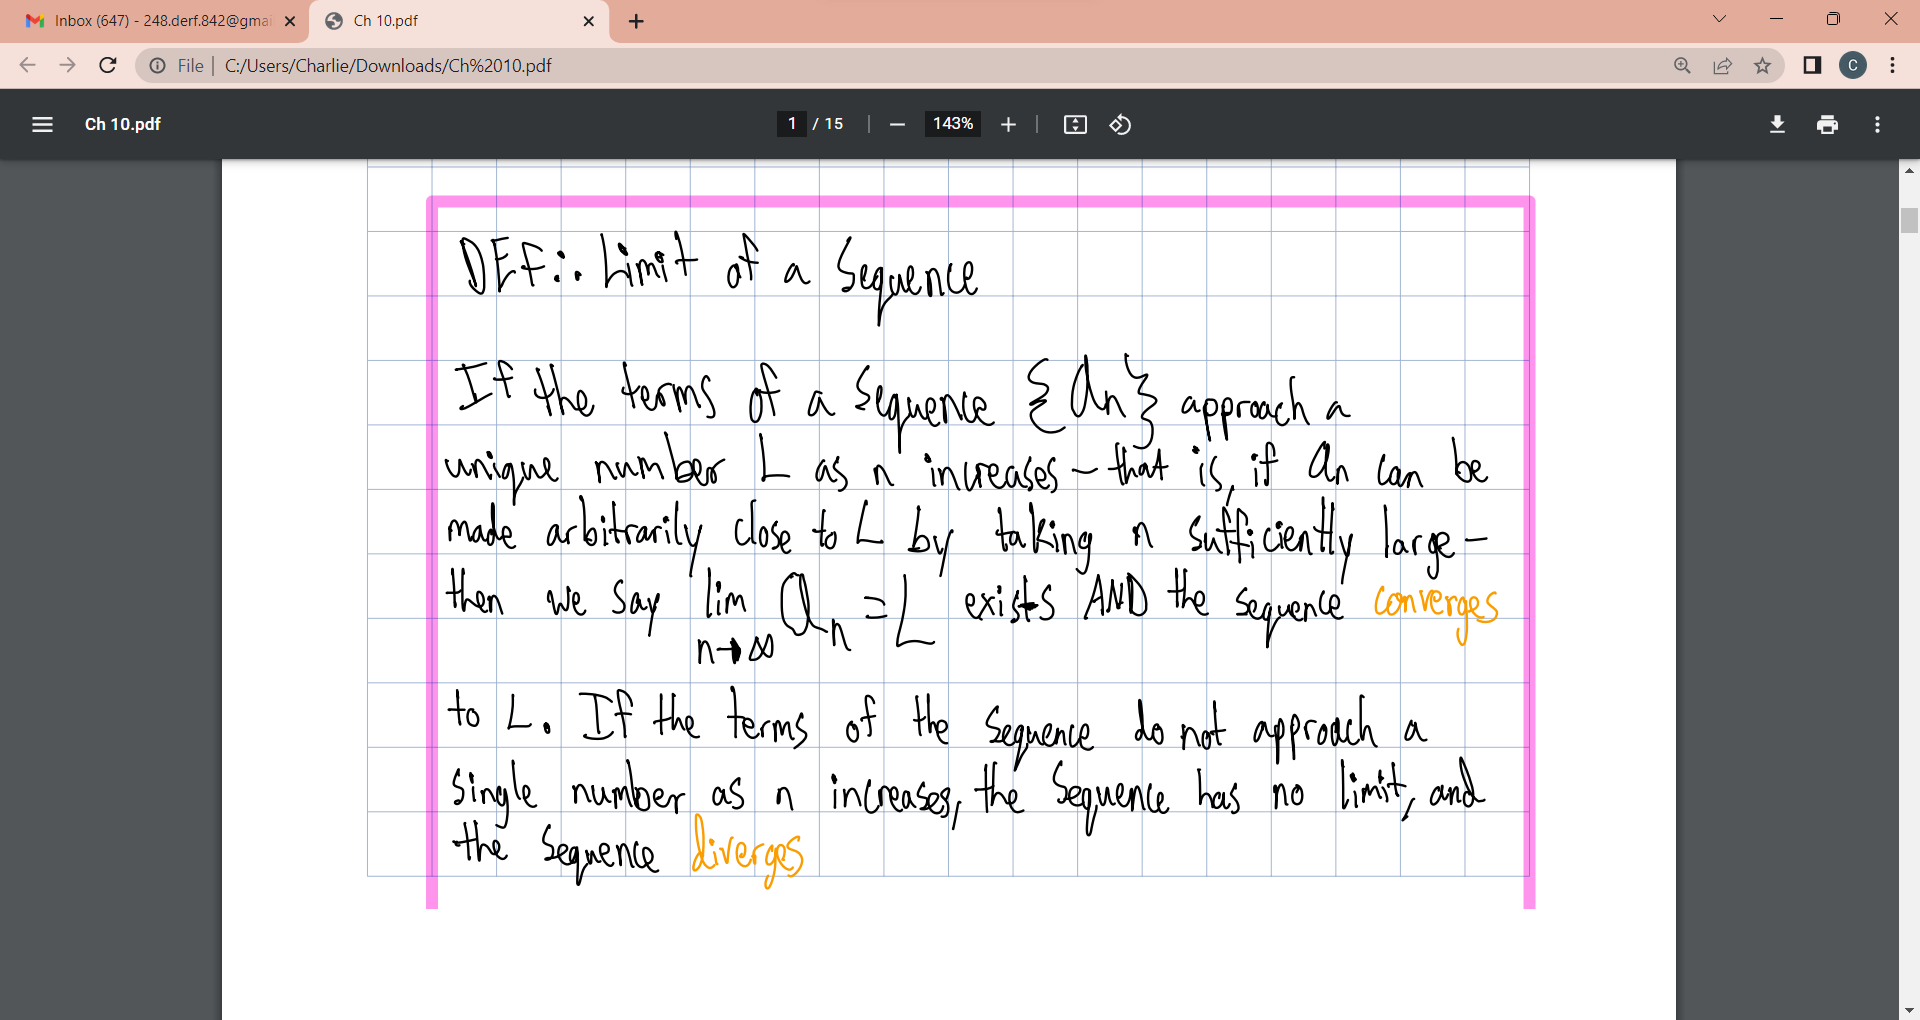 Inbox (647) - 248.derf.842@gmai
Ch 10.pdf
File | C:/Users/Charlie/Downloads/Ch%2010.pdf
C
Ch 10.pdf
1 / 15
143%
DEF:. Limit of a Sequence
If the terms of a sequence {an} approach a
unique number L as n increases – that is, if an can be
made arbitrarily close to L by taking n sufficiently large –
then we say lim n→∞ an = L exists AND the sequence converges
to L. If the terms of the sequence do not approach a
single number as n increases, the sequence has no limit, and
the sequence diverges